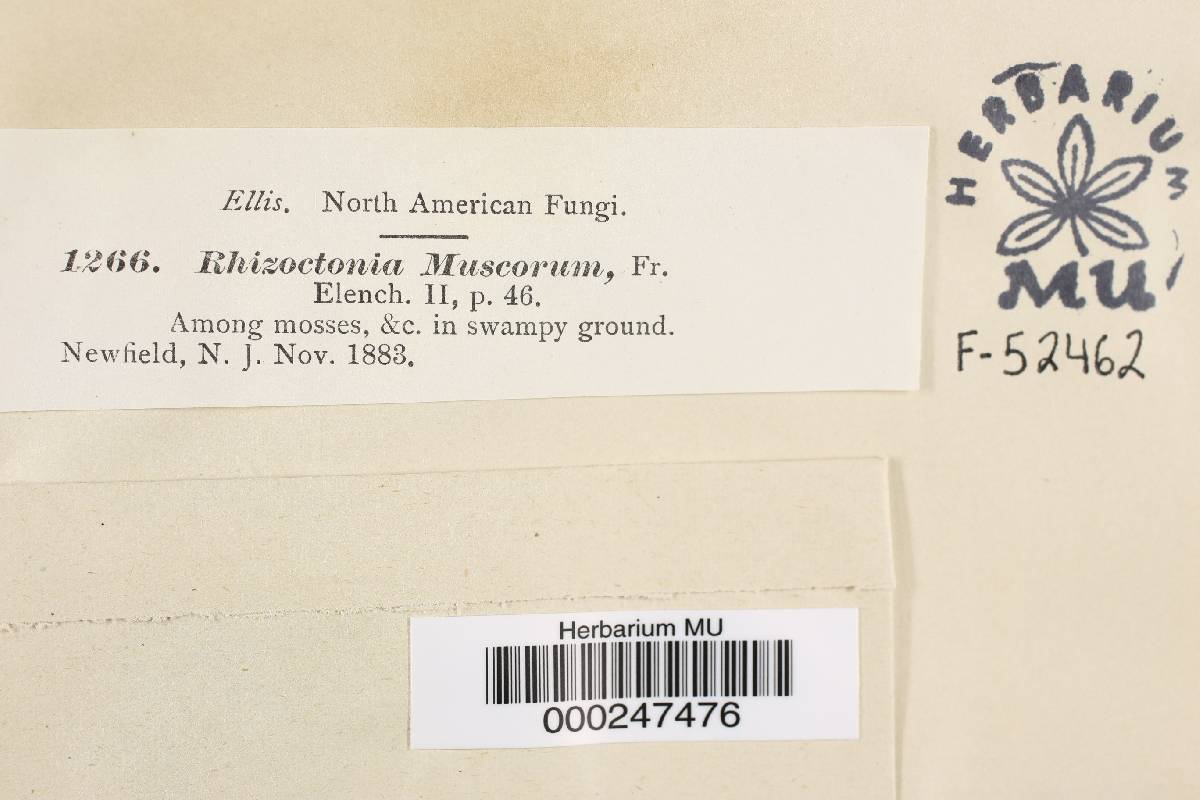 Ellis. North American Fungi.
1266. Rhizoctonia Muscorum, Fr.
Elench. II, p. 46.
Among mosses, &c. in swampy ground.
Newfield, N. J. Nov. 1883.
HERBARIUM
MU
F-52462
Herbarium MU
000247476